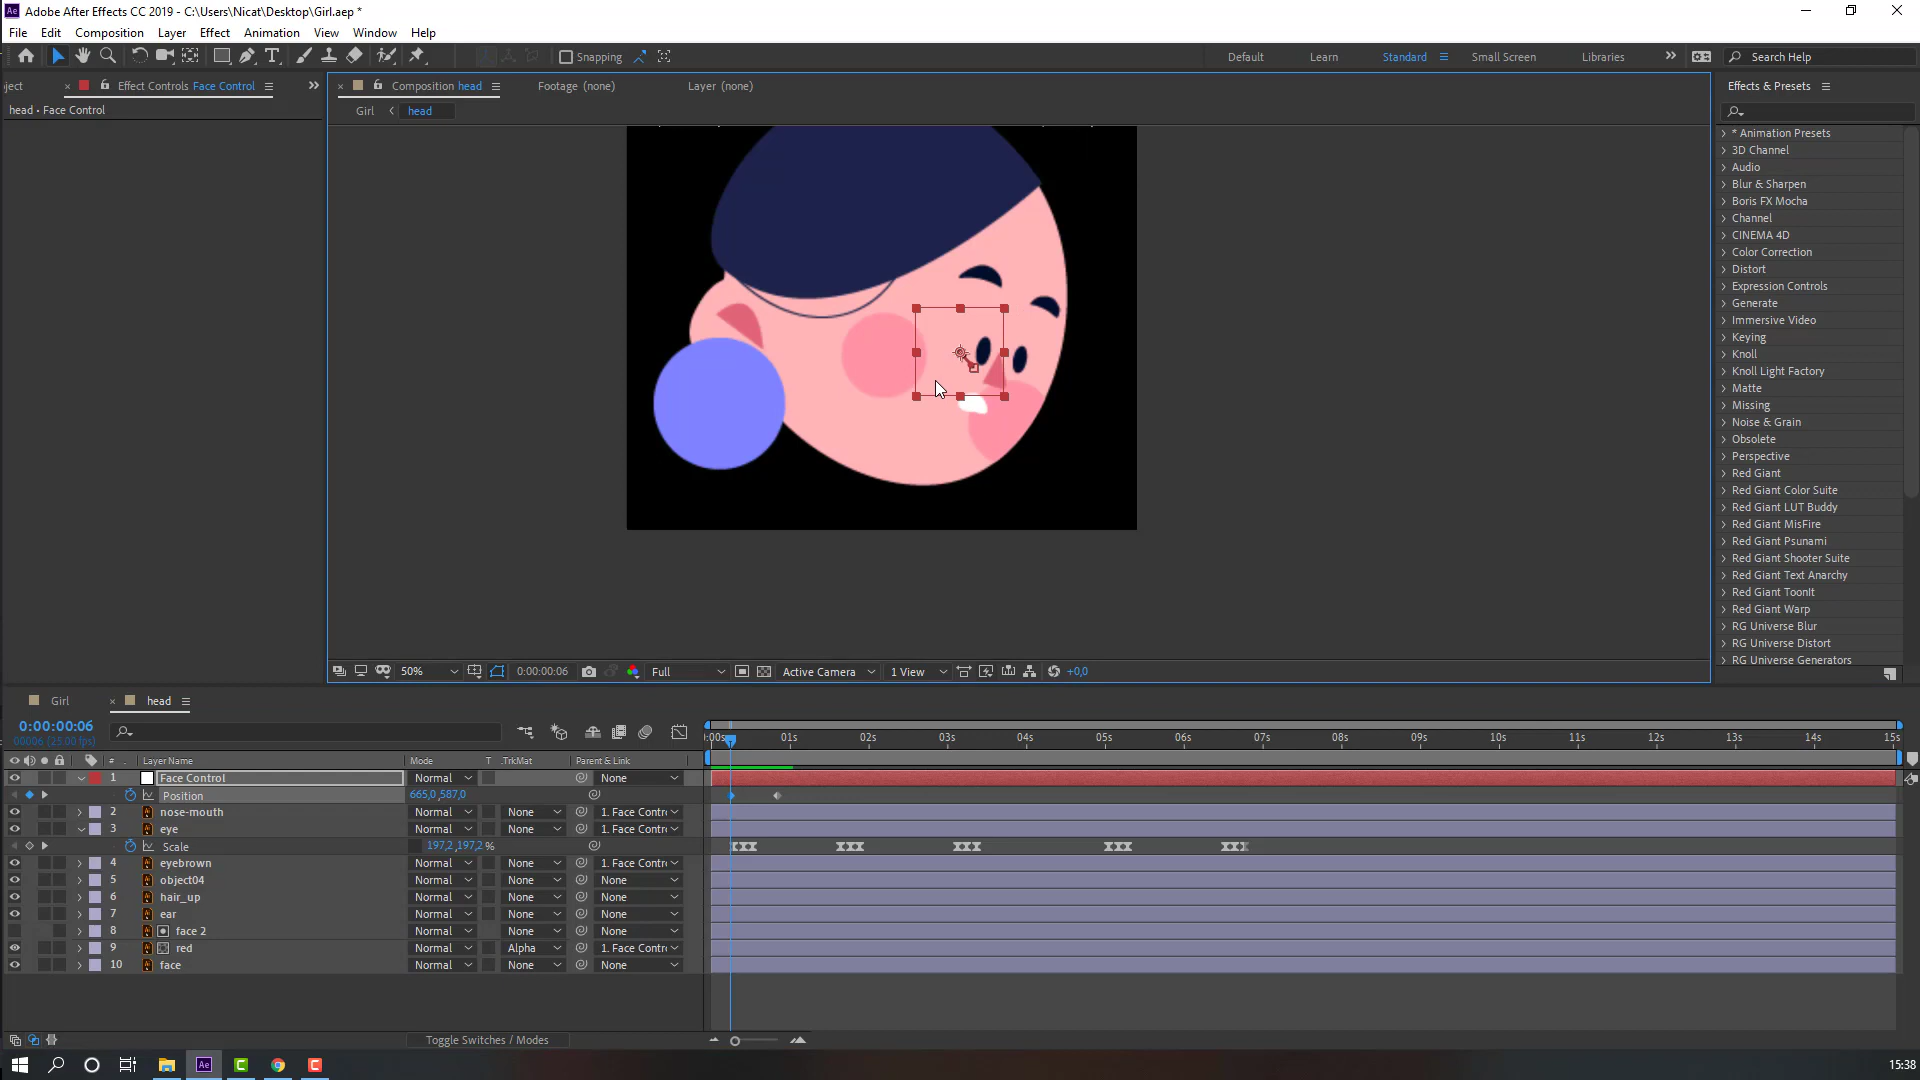 Adobe After Effects CC 2019 - C:\Users\Nicat\Desktop\Girl.aep *
File Edit Composition Layer Effect Animation View Window Help
Snapping
Default Learn Standard Small Screen Libraries Search Help
ject Effect Controls Face Control
Composition head Footage (none) Layer (none)
Effects & Presets
head • Face Control
Girl head
* Animation Presets
3D Channel
Audio
Blur & Sharpen
Boris FX Mocha
Channel
CINEMA 4D
Color Correction
Distort
Expression Controls
Generate
Immersive Video
Keying
Knoll
Knoll Light Factory
Matte
Missing
Noise & Grain
Obsolete
Perspective
Red Giant
Red Giant Color Suite
Red Giant LUT Buddy
Red Giant MisFire
Red Giant Psunami
Red Giant Shooter Suite
Red Giant Text Anarchy
Red Giant ToonIt
Red Giant Warp
RG Universe Blur
RG Universe Distort
RG Universe Generators
50% 0:00:00:06 Full Active Camera 1 View +0,0
Girl head
0:00:00:06
00006 (25.00 fps)
:00s 01s 02s 03s 04s 05s 06s 07s 08s 09s 10s 11s 12s 13s 14s 15s
# Layer Name Mode T .TrkMat Parent & Link
1 Face Control Normal None
Position 665,0,587,0
2 nose-mouth Normal None 1. Face Contr
3 eye Normal None 1. Face Contr
Scale 197,2,197,2 %
4 eyebrown Normal None 1. Face Contr
5 object04 Normal None None
6 hair_up Normal None None
7 ear Normal None None
8 face 2 Normal None None
9 red Normal Alpha 1. Face Contr
10 face Normal None None
Toggle Switches / Modes
15:38